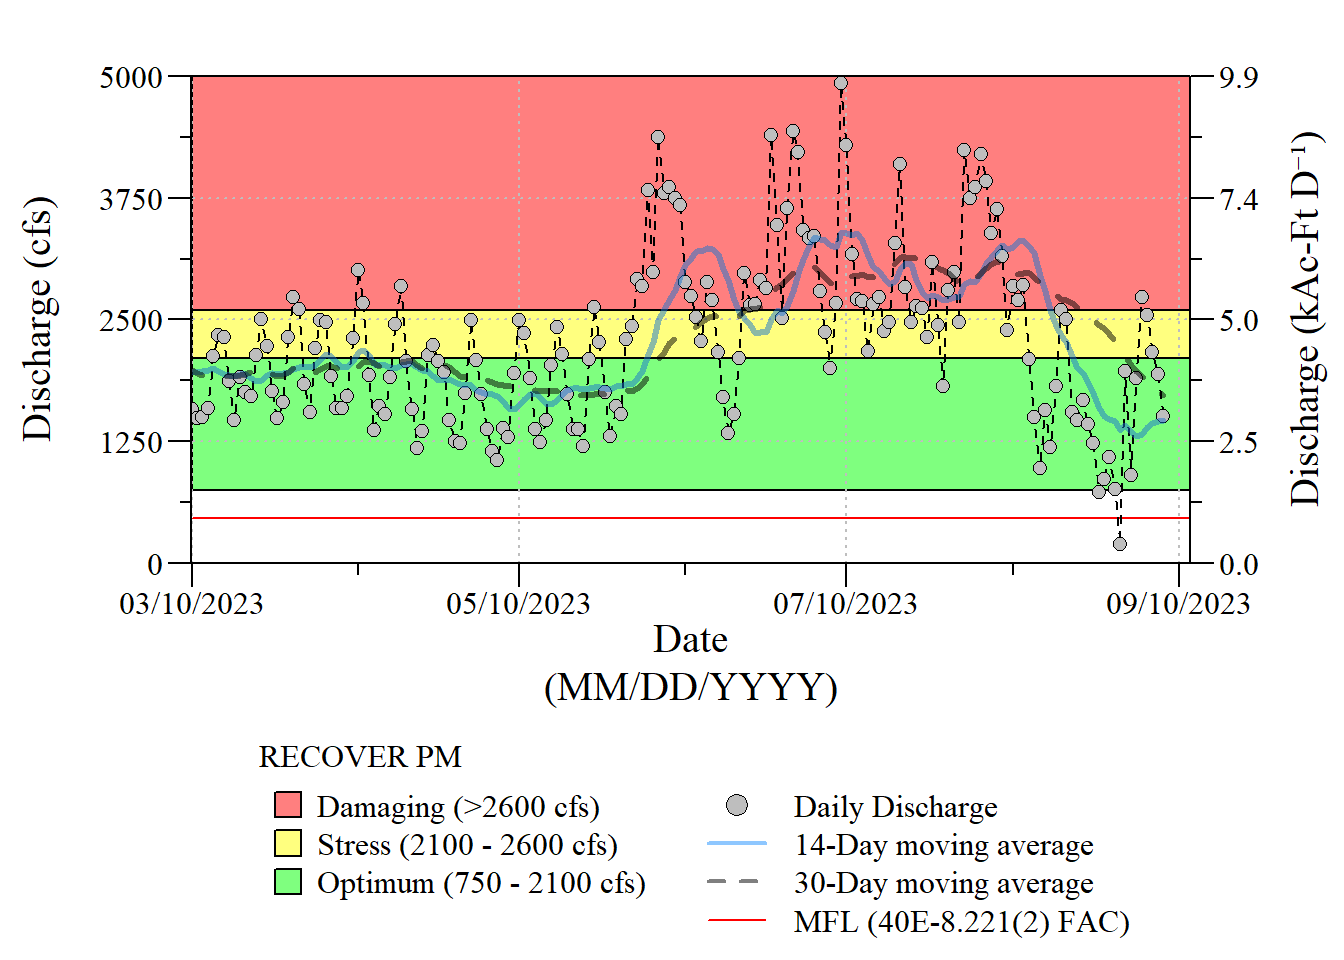 5000
3750
2500
1250
0
Discharge (cfs)
9.9
7.4
5.0
2.5
0.0
Discharge (kAc-Ft D⁻¹)
03/10/2023 05/10/2023 07/10/2023 09/10/2023
Date
(MM/DD/YYYY)
RECOVER PM
Damaging (>2600 cfs)
Stress (2100 - 2600 cfs)
Optimum (750 - 2100 cfs)
Daily Discharge
14-Day moving average
30-Day moving average
MFL (40E-8.221(2) FAC)